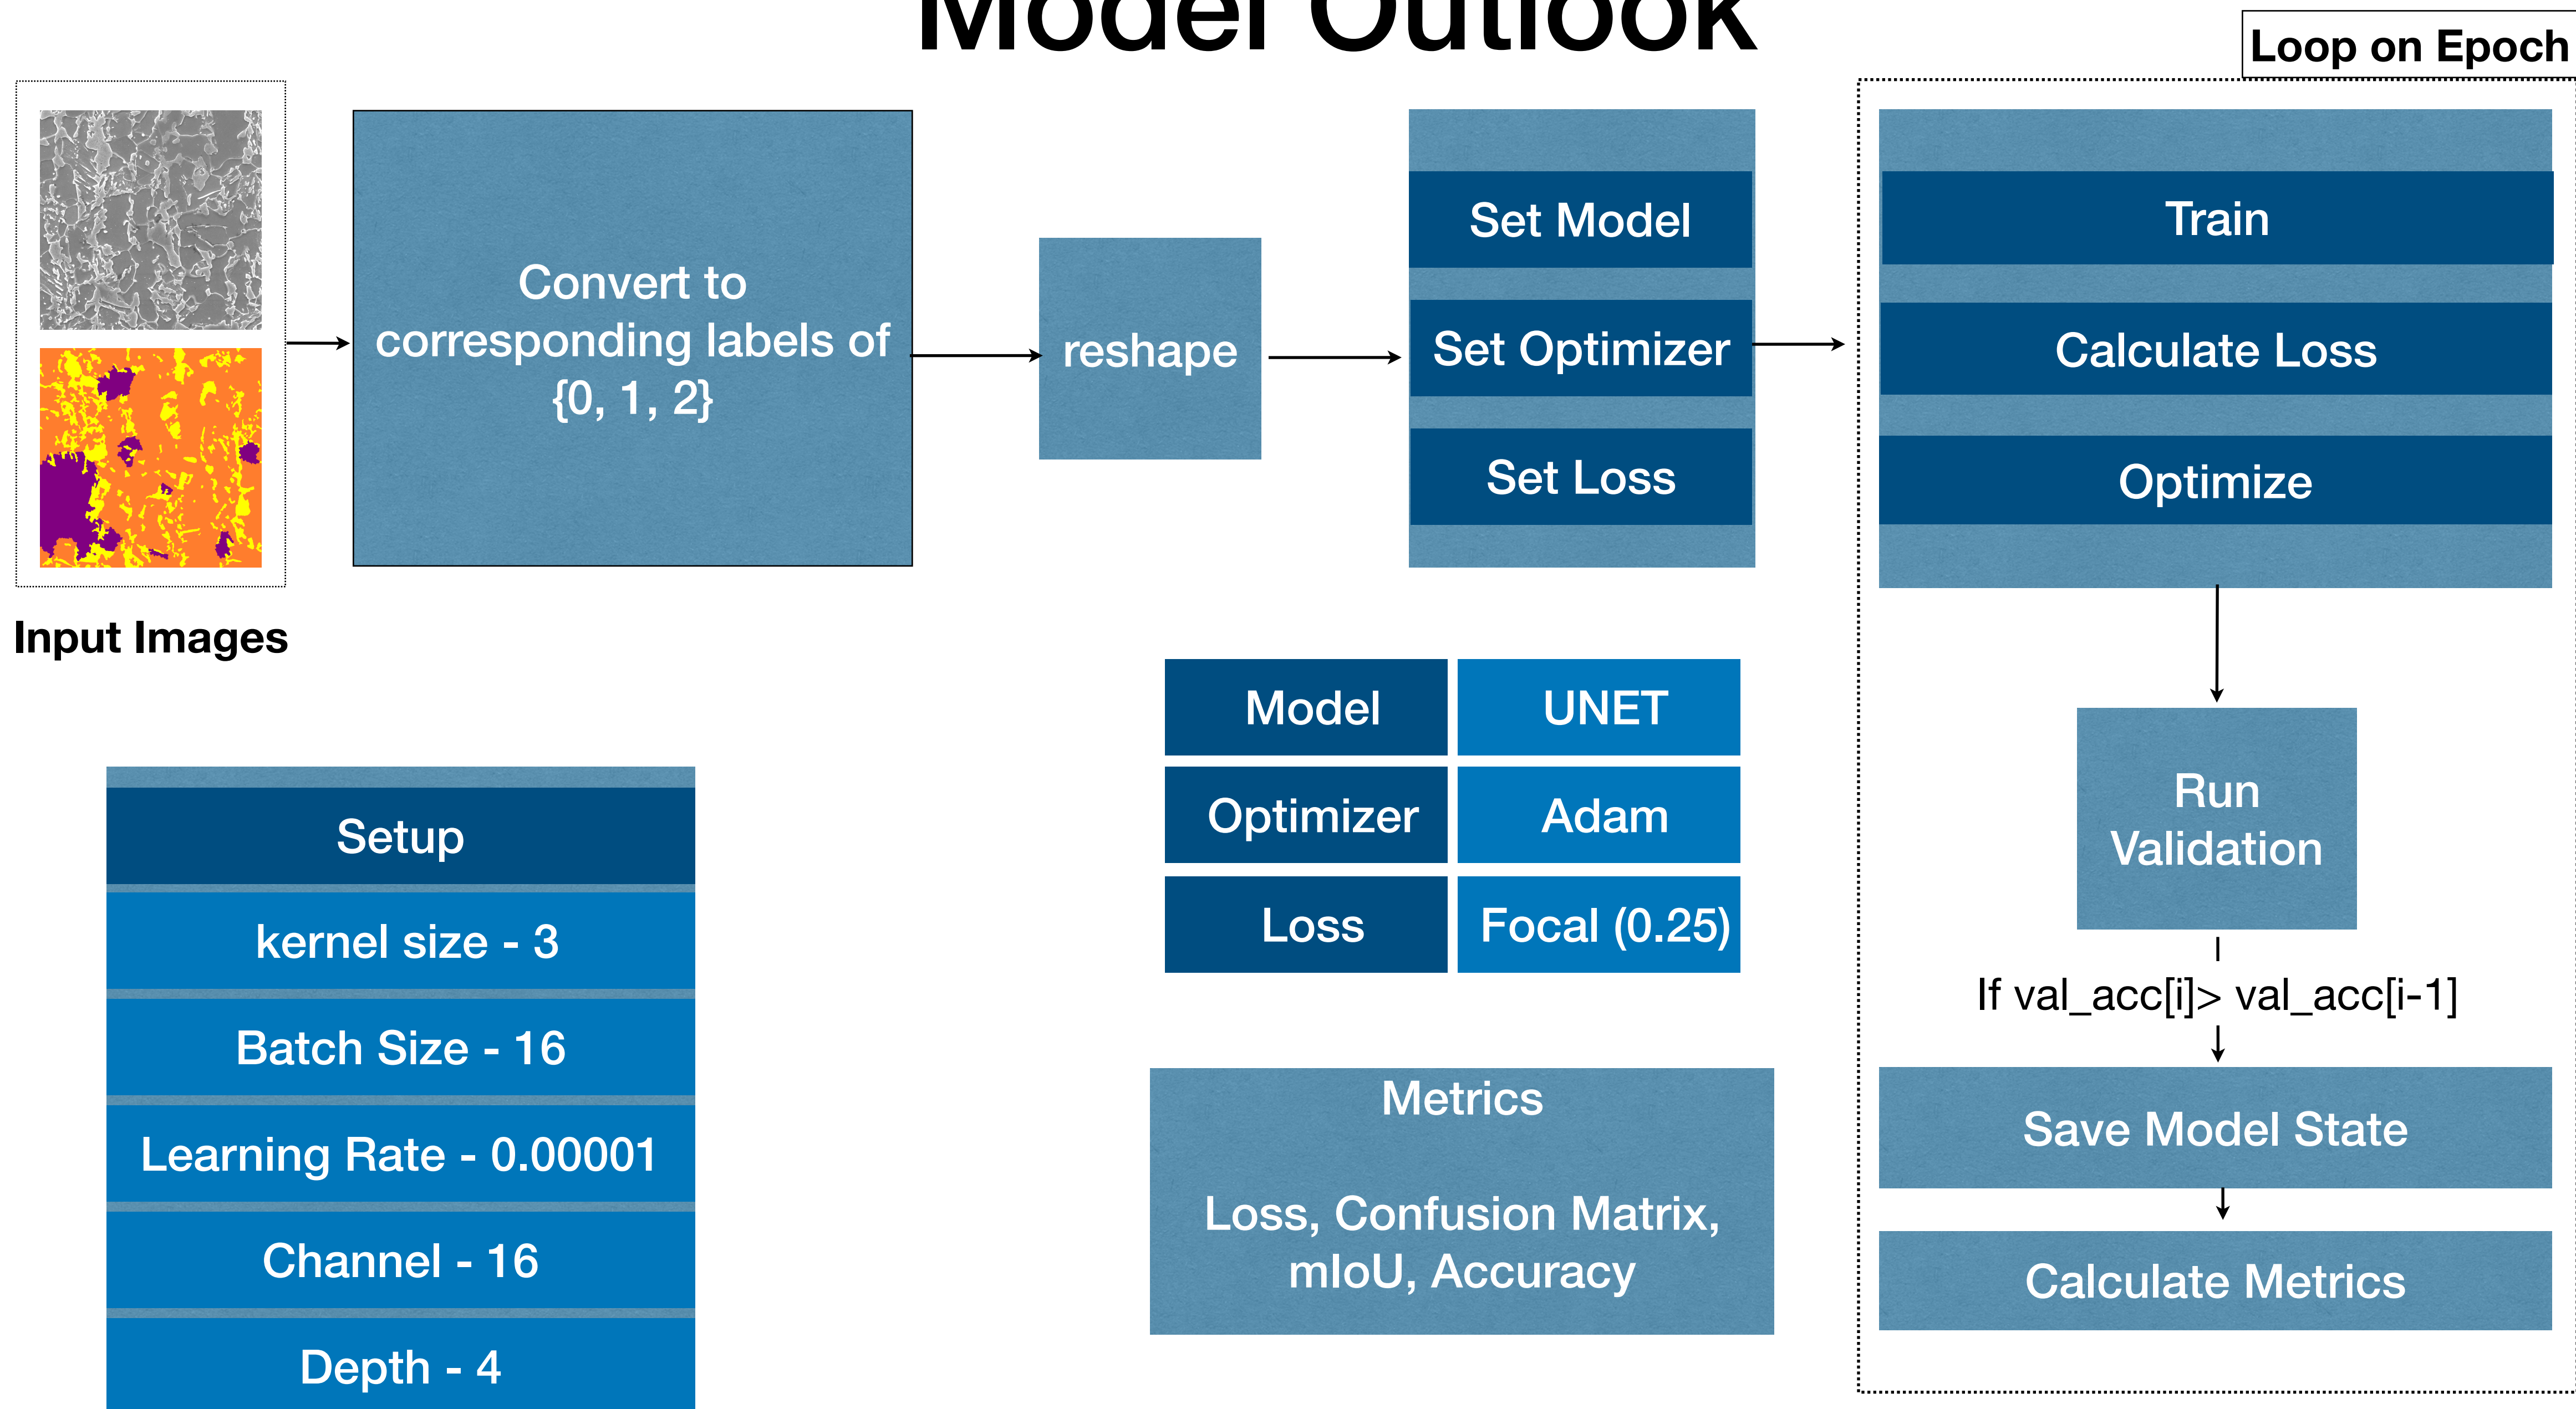 Model Outlook
Loop on Epoch
Input Images
Convert to
corresponding labels of
{0, 1, 2}
reshape
Set Model
Set Optimizer
Set Loss
Train
Calculate Loss
Optimize
Run
Validation
If val_acc[i]> val_acc[i-1]
Save Model State
Calculate Metrics
Model
UNET
Optimizer
Adam
Loss
Focal (0.25)
Metrics
Loss, Confusion Matrix,
mIoU, Accuracy
Setup
kernel size - 3
Batch Size - 16
Learning Rate - 0.00001
Channel - 16
Depth - 4